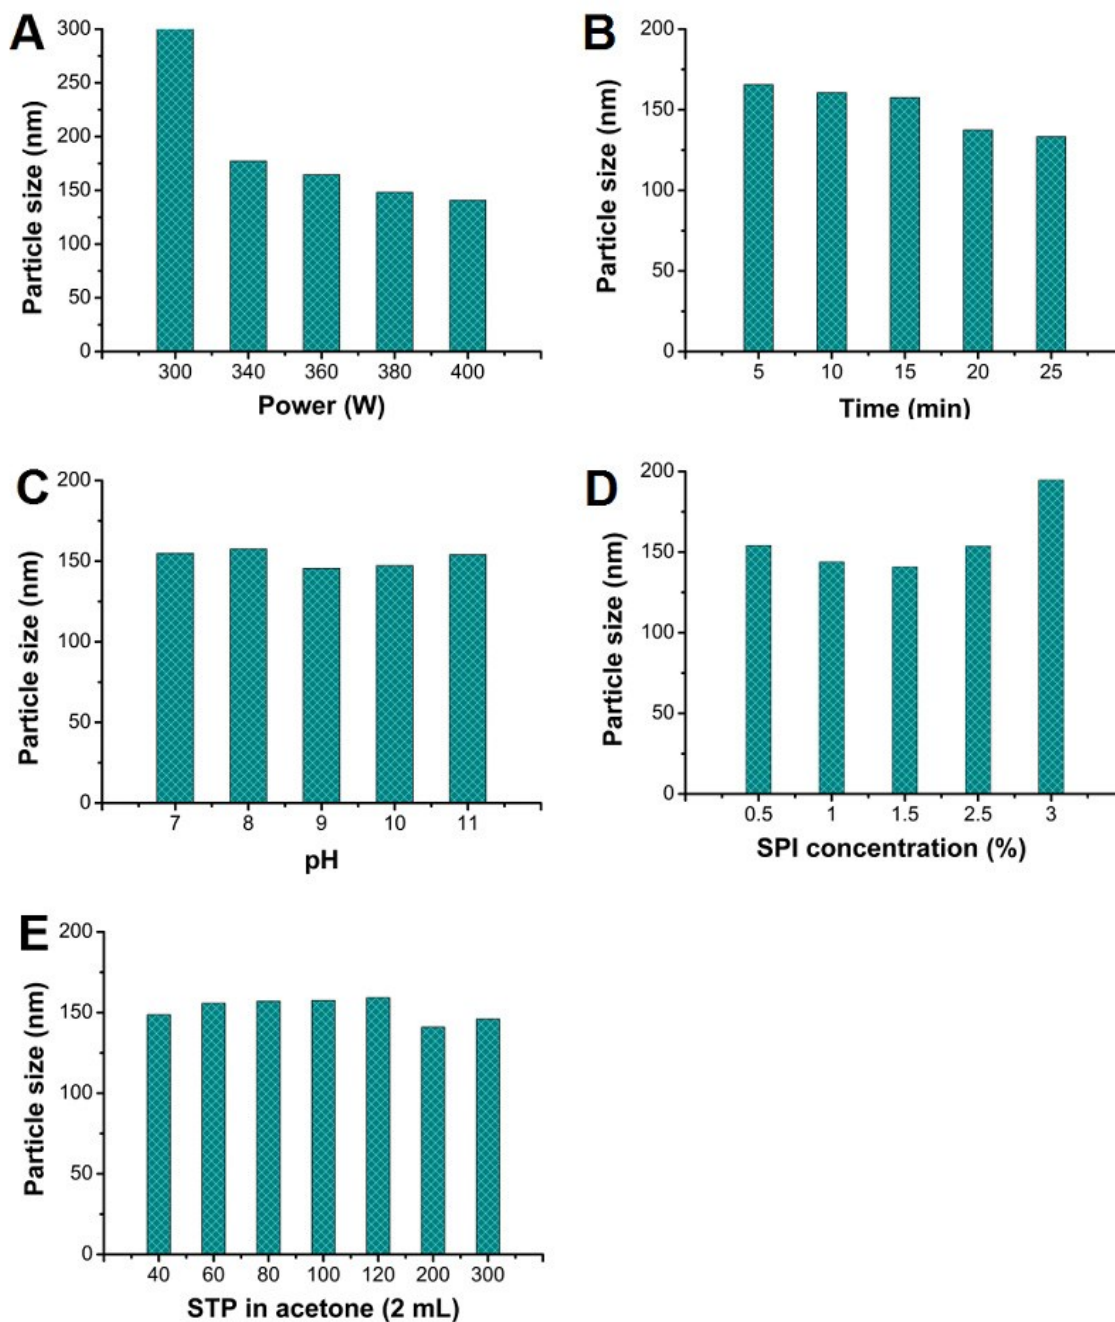 A
Particle size (nm)
300
250
200
150
100
50
0
300 340 360 380 400
Power (W)
B
Particle size (nm)
200
150
100
50
0
5 10 15 20 25
Time (min)
C
Particle size (nm)
200
150
100
50
0
7 8 9 10 11
pH
D
Particle size (nm)
200
150
100
50
0
0.5 1 1.5 2.5 3
SPI concentration (%)
E
Particle size (nm)
200
150
100
50
0
40 60 80 100 120 200 300
STP in acetone (2 mL)